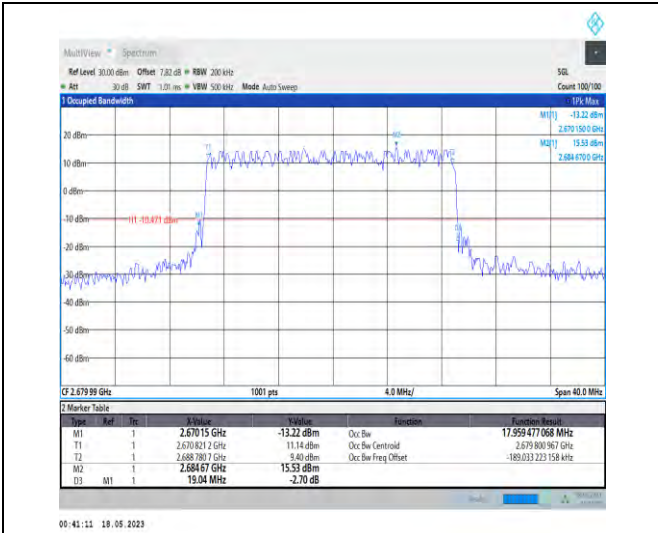 MultiView Spectrum
Ref Level 30.00 dBm Offset 7.82 dB RBW 200 kHz SGL
Att 30 dB SWT 1.01 ms VBW 500 kHz Mode Auto Sweep Count 100/100
1 Occupied Bandwidth 1Pk Max
M1[1] -13.22 dBm
2.670150 0 GHz
M2[1] 15.53 dBm
2.684 6700 GHz
20 dBm
M2
T1
10 dBm
0 dBm
-10 dBm H1 -10.471 dBm M1
-20 dBm
-30 dBm
-40 dBm
-50 dBm
-60 dBm
CF 2.679 99 GHz 1001 pts 4.0 MHz/ Span 40.0 MHz
2 Marker Table
Type Ref Trc X-Value Y-Value Function Function Result
M1 1 2.67015 GHz -13.22 dBm Occ Bw 17.959 477 068 MHz
T1 1 2.670 821 2 GHz 11.14 dBm Occ Bw Centroid 2.679 800 967 GHz
T2 1 2.688 780 7 GHz 9.40 dBm Occ Bw Freq Offset -189.033 223 158 kHz
M2 1 2.684 67 GHz 15.53 dBm
D3 M1 1 19.04 MHz -2.70 dB
00:41:11 18.05.2023